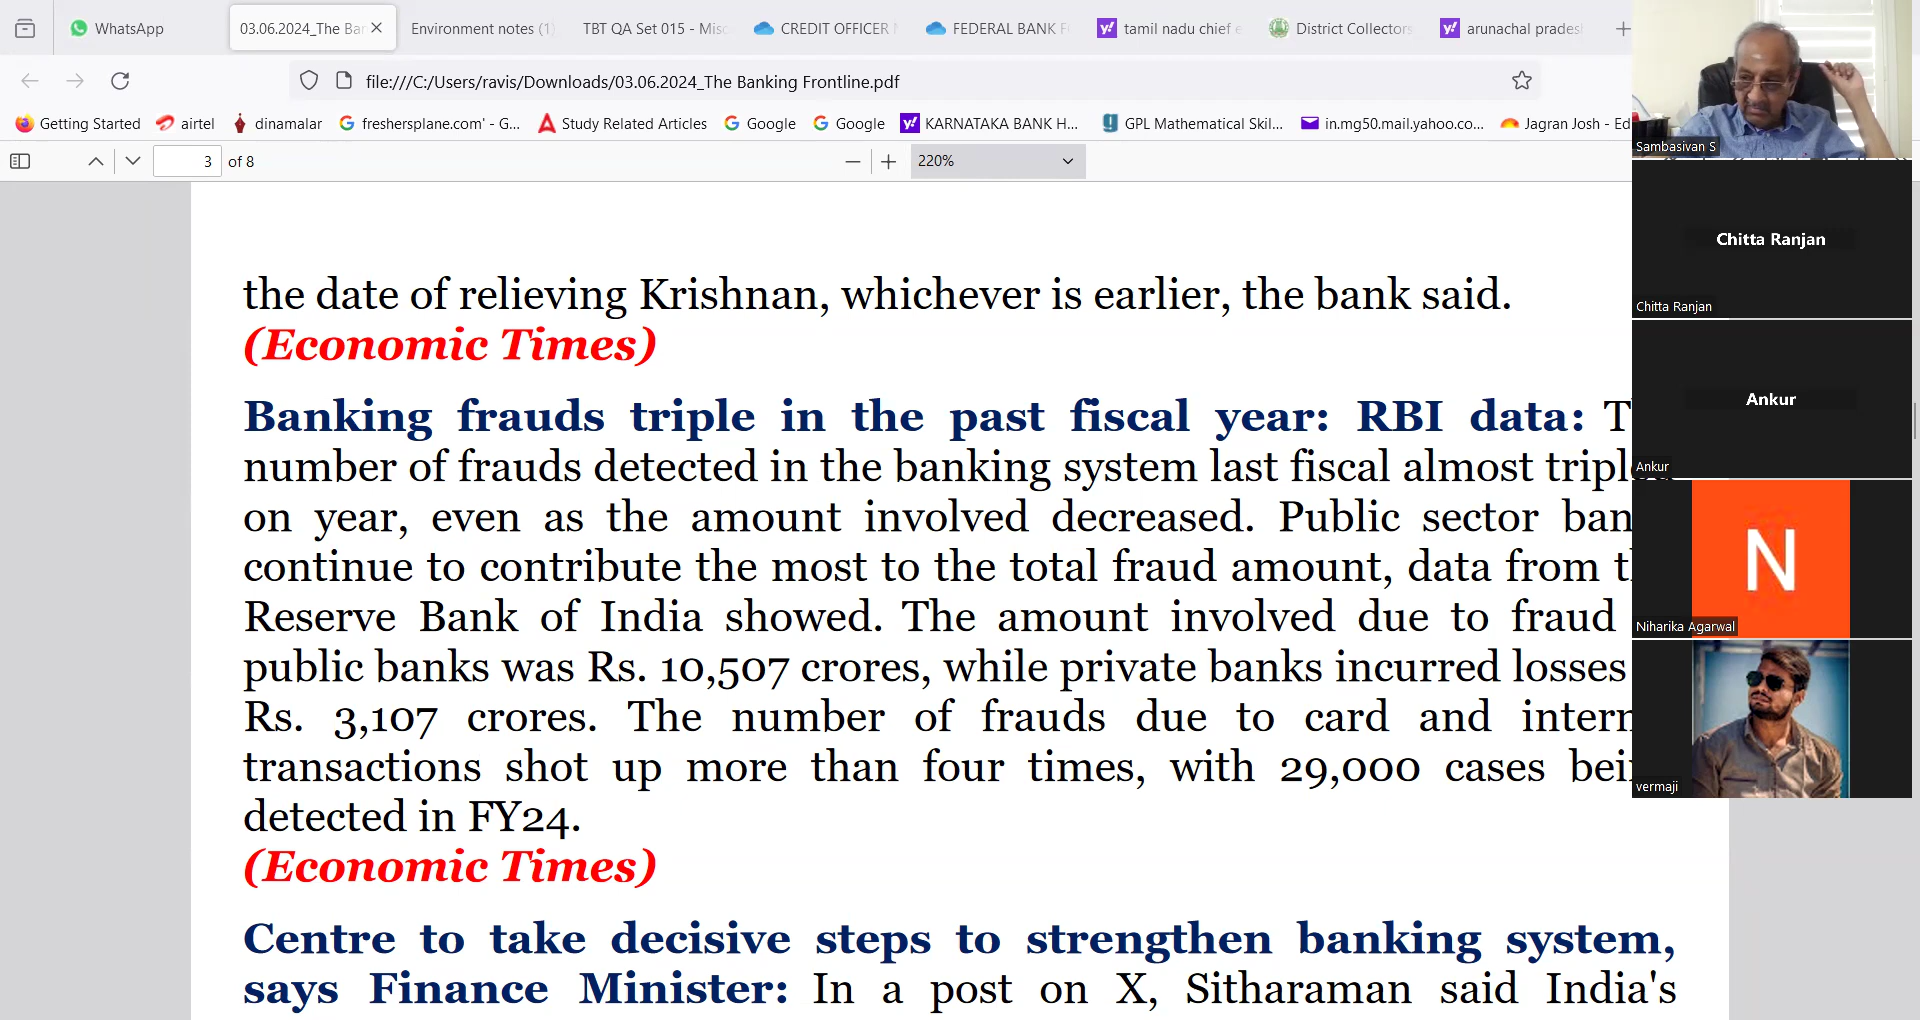 WhatsApp
03.06.2024_The Ba
Environment notes (1)
TBT QA Set 015 - Misc
CREDIT OFFICER
FEDERAL BANK F
tamil nadu chief e
District Collectors
arunachal prades
file:///C:/Users/ravis/Downloads/03.06.2024_The Banking Frontline.pdf
Getting Started
airtel
dinamalar
freshersplane.com' - G...
Study Related Articles
Google
Google
KARNATAKA BANK H...
GPL Mathematical Skil...
in.mg50.mail.yahoo.co...
Jagran Josh - Ed
3 of 8
220%
the date of relieving Krishnan, whichever is earlier, the bank said.
(Economic Times)
Banking frauds triple in the past fiscal year: RBI data:
number of frauds detected in the banking system last fiscal almost
on year, even as the amount involved decreased. Public sector ban
continue to contribute the most to the total fraud amount, data from
Reserve Bank of India showed. The amount involved due to fraud
public banks was Rs. 10,507 crores, while private banks incurred losses
Rs. 3,107 crores. The number of frauds due to card and intern
transactions shot up more than four times, with 29,000 cases bei
detected in FY24.
(Economic Times)
Centre to take decisive steps to strengthen banking system,
says Finance Minister: In a post on X, Sitharaman said India's
Sambasivan S
Chitta Ranjan
Chitta Ranjan
Ankur
Ankur
N
Niharika Agarwal
vermaji